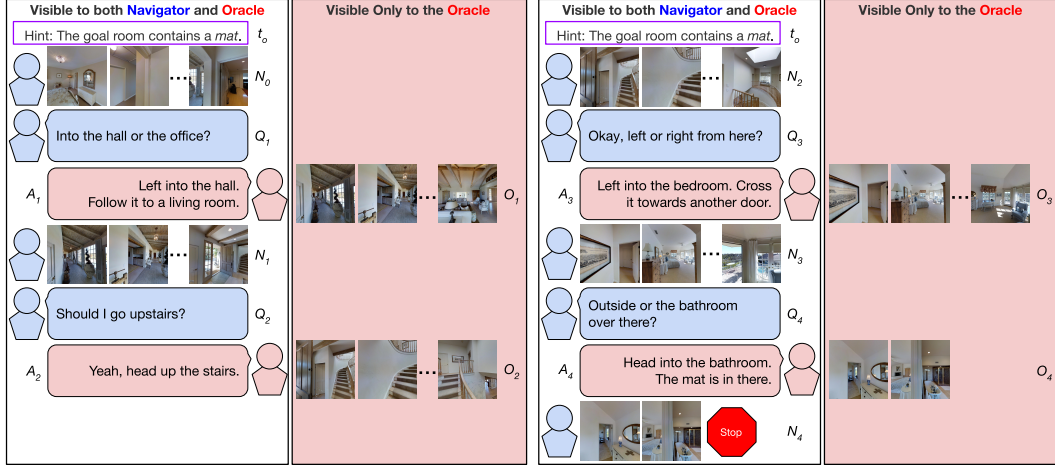 Visible to both Navigator and Oracle
Visible Only to the Oracle
Hint: The goal room contains a mat.
t_o
N_0
Into the hall or the office?
Q_1
A_1
Left into the hall.
Follow it to a living room.
O_1
N_1
Should I go upstairs?
Q_2
A_2
Yeah, head up the stairs.
O_2
Visible to both Navigator and Oracle
Visible Only to the Oracle
Hint: The goal room contains a mat.
t_o
N_2
Okay, left or right from here?
Q_3
A_3
Left into the bedroom. Cross
it towards another door.
O_3
N_3
Outside or the bathroom
over there?
Q_4
A_4
Head into the bathroom.
The mat is in there.
O_4
Stop
N_4